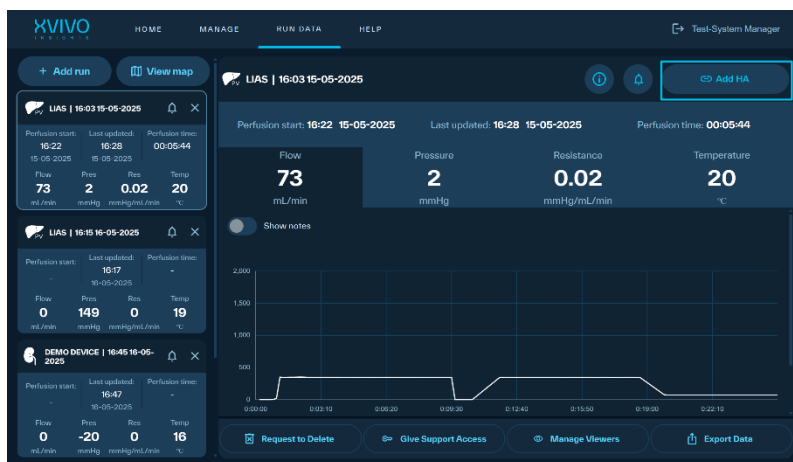 XVIVO
INSIGHTS
HOME MANAGE RUN DATA HELP
Test-System Manager
+ Add run
View map
PV
LIAS | 16:03 15-05-2025
Perfusion start: Last updated: Perfusion time:
16:22 16:28 00:05:44
15-05-2025 15-05-2025
Flow Pres Res Temp
73 2 0.02 20
mL/min mmHg mmHg/mL/min °C
PV
LIAS | 16:15 16-05-2025
Perfusion start: Last updated: Perfusion time:
- 16:17 -
16-05-2025
Flow Pres Res Temp
0 149 0 19
mL/min mmHg mmHg/mL/min °C
DEMO DEVICE | 16:45 16-05-
2025
Perfusion start: Last updated: Perfusion time:
- 16:47 -
16-05-2025
Flow Pres Res Temp
0 -20 0 16
mL/min mmHg mmHg/mL/min °C
PV
LIAS | 16:03 15-05-2025
Add HA
Perfusion start: 16:22 15-05-2025 Last updated: 16:28 15-05-2025 Perfusion time: 00:05:44
Flow Pressure Resistance Temperature
73 2 0.02 20
mL/min mmHg mmHg/mL/min °C
Show notes
2,000
1,500
1,000
500
0
0:00:00 0:03:10 0:06:20 0:09:30 0:12:40 0:15:50 0:19:00 0:22:10
Request to Delete Give Support Access Manage Viewers Export Data